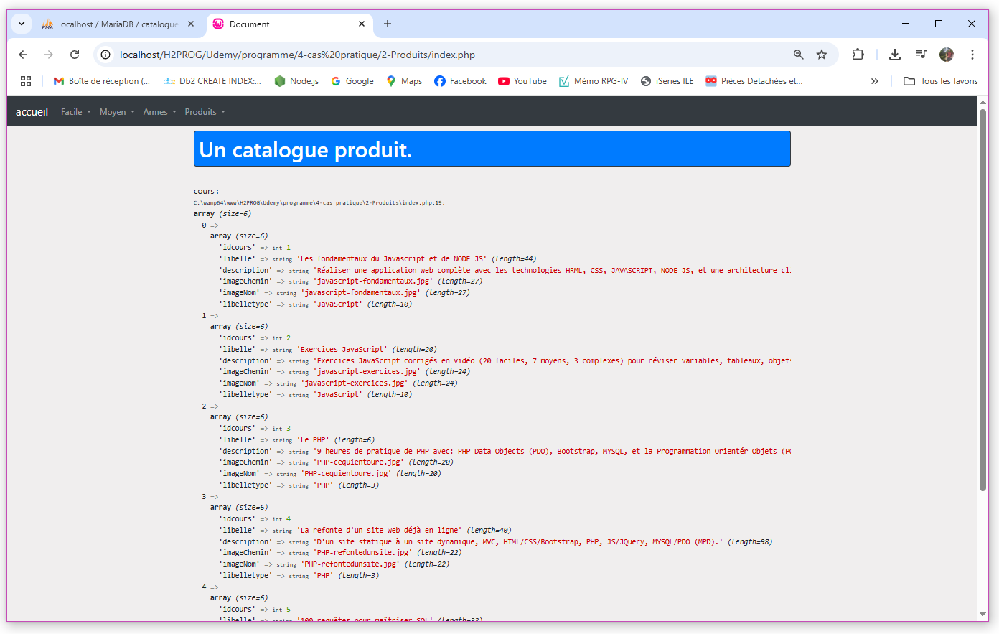 localhost / MariaDB / catalogue
Document
localhost/H2PROG/Udemy/programme/4-cas%20pratique/2-Produits/index.php
Boîte de réception (...
Db2 CREATE INDEX:...
Node.js
Google
Maps
Facebook
YouTube
Mémo RPG-IV
iSeries ILE
Pièces Detachées et...
»
Tous les favoris
accueil Facile Moyen Armes Produits
Un catalogue produit.
cours :
C:\wamp64\www\H2PROG\Udemy\programme\4-cas pratique\2-Produits\index.php:19:
array (size=6)
0 =>
array (size=6)
'idcours' => int 1
'libelle' => string 'Les fondamentaux du Javascript et de NODE JS' (length=44)
'description' => string 'Réaliser une application web complète avec les technologies HRML, CSS, JAVASCRIPT, NODE JS, et une architecture cli
'imageChemin' => string 'javascript-fondamentaux.jpg' (length=27)
'imageNom' => string 'javascript-fondamentaux.jpg' (length=27)
'libelletype' => string 'JavaScript' (length=10)
1 =>
array (size=6)
'idcours' => int 2
'libelle' => string 'Exercices JavaScript' (length=20)
'description' => string 'Exercices JavaScript corrigés en vidéo (20 faciles, 7 moyens, 3 complexes) pour réviser variables, tableaux, objets
'imageChemin' => string 'javascript-exercices.jpg' (length=24)
'imageNom' => string 'javascript-exercices.jpg' (length=24)
'libelletype' => string 'JavaScript' (length=10)
2 =>
array (size=6)
'idcours' => int 3
'libelle' => string 'Le PHP' (length=6)
'description' => string '9 heures de pratique de PHP avec: PHP Data Objects (PDO), Bootstrap, MYSQL, et la Programmation Orientér Objets (PO
'imageChemin' => string 'PHP-cequientoure.jpg' (length=20)
'imageNom' => string 'PHP-cequientoure.jpg' (length=20)
'libelletype' => string 'PHP' (length=3)
3 =>
array (size=6)
'idcours' => int 4
'libelle' => string 'La refonte d'un site web déjà en ligne' (length=40)
'description' => string 'D'un site statique à un site dynamique, MVC, HTML/CSS/Bootstrap, PHP, JS/JQuery, MYSQL/PDO (MPD).' (length=98)
'imageChemin' => string 'PHP-refontedunsite.jpg' (length=22)
'imageNom' => string 'PHP-refontedunsite.jpg' (length=22)
'libelletype' => string 'PHP' (length=3)
4 =>
array (size=6)
'idcours' => int 5
'libelle' => string '100 requêtes pour maîtriser SQL' (length=33)